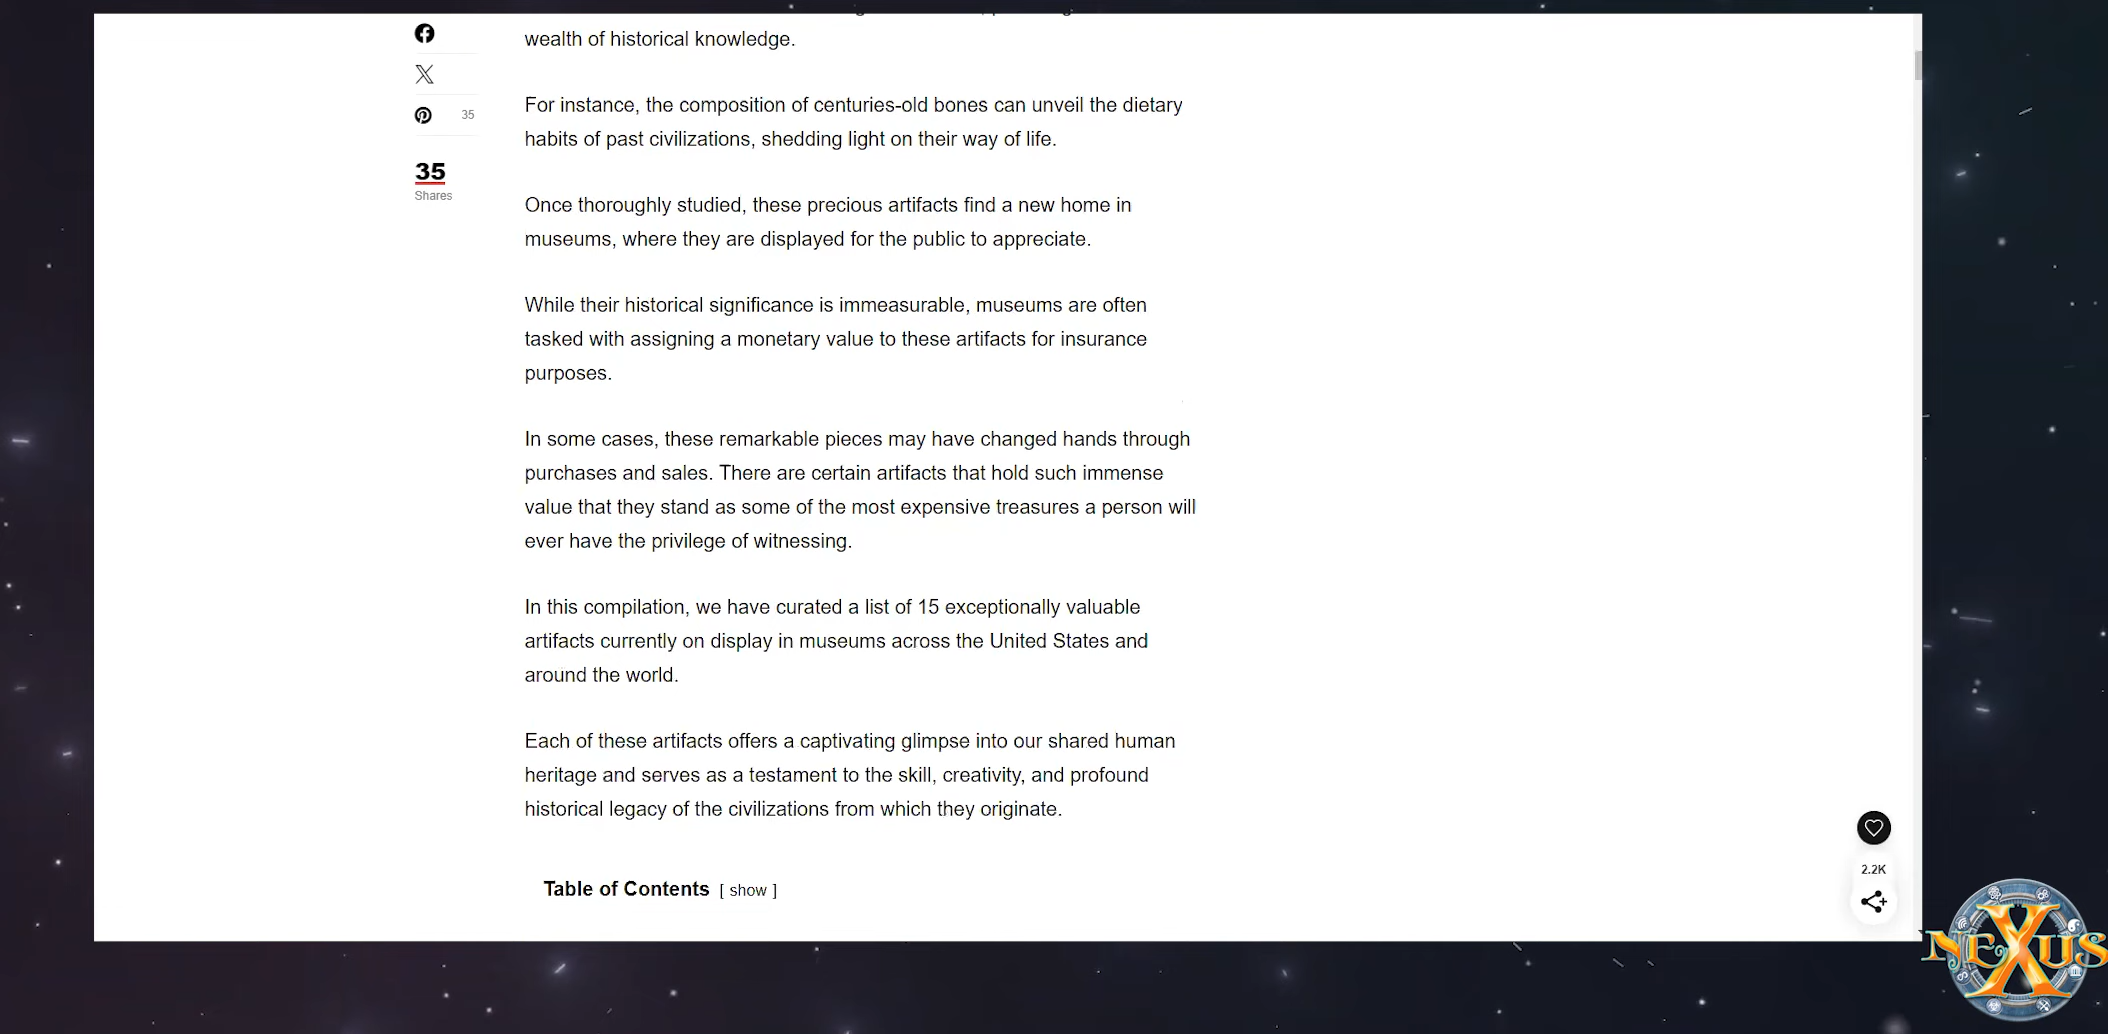 wealth of historical knowledge.
35
35
Shares
For instance, the composition of centuries-old bones can unveil the dietary
habits of past civilizations, shedding light on their way of life.
Once thoroughly studied, these precious artifacts find a new home in
museums, where they are displayed for the public to appreciate.
While their historical significance is immeasurable, museums are often
tasked with assigning a monetary value to these artifacts for insurance
purposes.
In some cases, these remarkable pieces may have changed hands through
purchases and sales. There are certain artifacts that hold such immense
value that they stand as some of the most expensive treasures a person will
ever have the privilege of witnessing.
In this compilation, we have curated a list of 15 exceptionally valuable
artifacts currently on display in museums across the United States and
around the world.
Each of these artifacts offers a captivating glimpse into our shared human
heritage and serves as a testament to the skill, creativity, and profound
historical legacy of the civilizations from which they originate.
Table of Contents [ show ]
2.2K
NEXUS